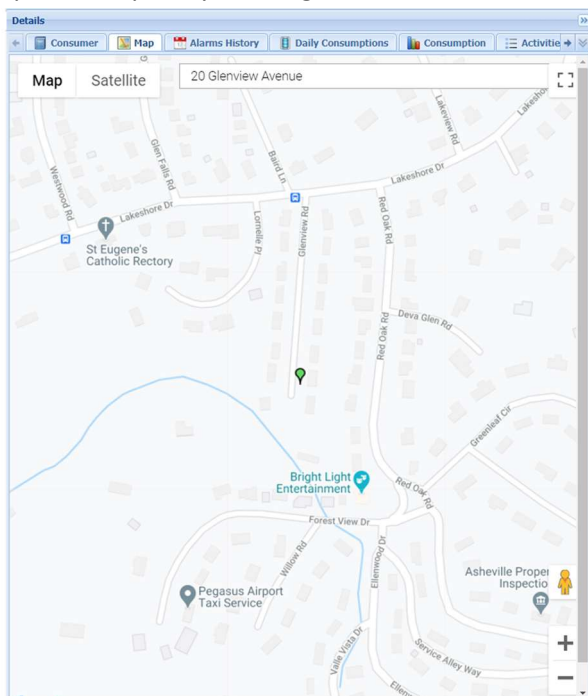 Details
Consumer
Map
Alarms History
Daily Consumptions
Consumption
Activitie
Map
Satellite
20 Glenview Avenue
Westwood Rd
Glen Falls Rd
Baird Ln
Lakeview Rd
Lakesho
Lakeshore Dr
Lakeshore Dr
Lornelle Pl
Glenview Rd
Red Oak Rd
St Eugene's
Catholic Rectory
Deva Glen Rd
Red Oak Rd
Greenleaf Cir
Bright Light
Entertainment
Red Oak Rd
Forest View Dr
Willow Rd
Ellenwood Dr
Asheville Proper
Inspectio
Pegasus Airport
Taxi Service
Valle Vista Dr
Service Alley Way
Ellenw